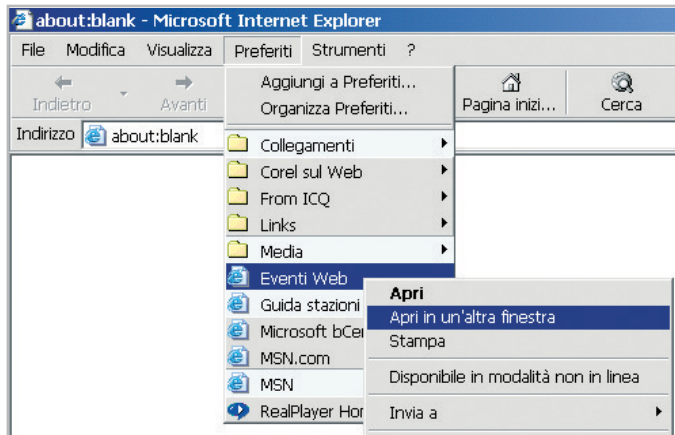 about:blank - Microsoft Internet Explorer
File Modifica Visualizza Preferiti Strumenti ?
Indietro Avanti Pagina inizi... Cerca
Indirizzo about:blank
Aggiungi a Preferiti...
Organizza Preferiti...
Collegamenti
Corel sul Web
From ICQ
Links
Media
Eventi Web
Guida stazioni
Microsoft
MSN.com
MSN
RealPlayer
Apri
Apri in un'altra finestra
Stampa
Disponibile in modalità non in linea
Invia a